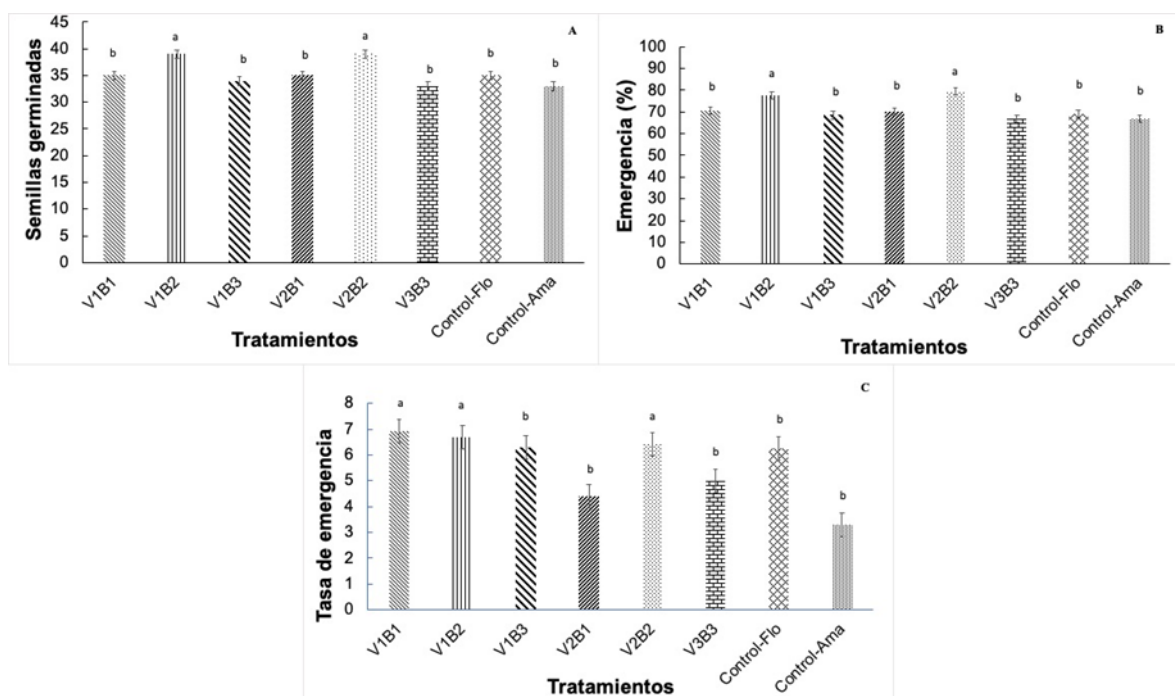 A
Semillas germinadas
45
40
35
30
25
20
15
10
5
0
b
a
b
b
a
b
b
b
V1B1
V1B2
V1B3
V2B1
V2B2
V3B3
Control-Flo
Control-Ama
Tratamientos
B
Emergencia (%)
100
90
80
70
60
50
40
30
20
10
0
b
a
b
b
a
b
b
b
V1B1
V1B2
V1B3
V2B1
V2B2
V3B3
Control-Flo
Control-Ama
Tratamientos
C
Tasa de emergencia
8
7
6
5
4
3
2
1
0
a
a
b
b
a
b
b
b
V1B1
V1B2
V1B3
V2B1
V2B2
V3B3
Control-Flo
Control-Ama
Tratamientos